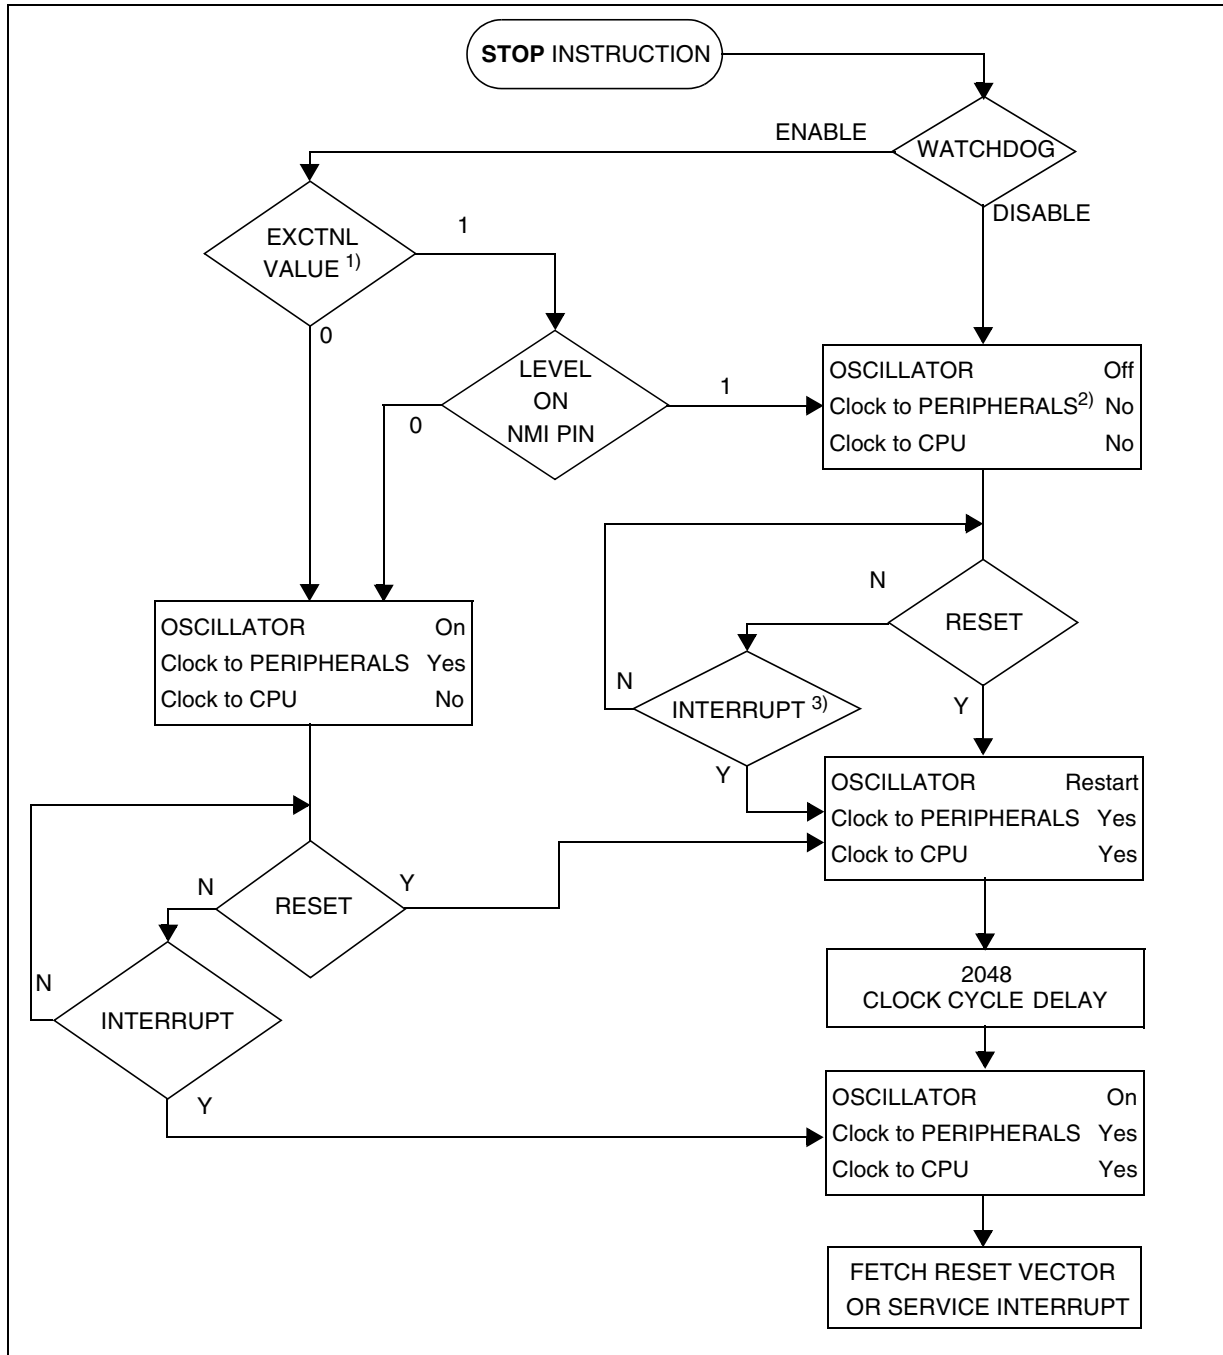 STOP INSTRUCTION
ENABLE
WATCHDOG
DISABLE
EXCTNL
VALUE 1)
1
0
LEVEL
ON
NMI PIN
1
0
OSCILLATOR Off
Clock to PERIPHERALS2) No
Clock to CPU No
N
RESET
Y
OSCILLATOR On
Clock to PERIPHERALS Yes
Clock to CPU No
N
INTERRUPT 3)
Y
OSCILLATOR Restart
Clock to PERIPHERALS Yes
Clock to CPU Yes
N
RESET
Y
N
INTERRUPT
Y
2048
CLOCK CYCLE DELAY
OSCILLATOR On
Clock to PERIPHERALS Yes
Clock to CPU Yes
FETCH RESET VECTOR
OR SERVICE INTERRUPT